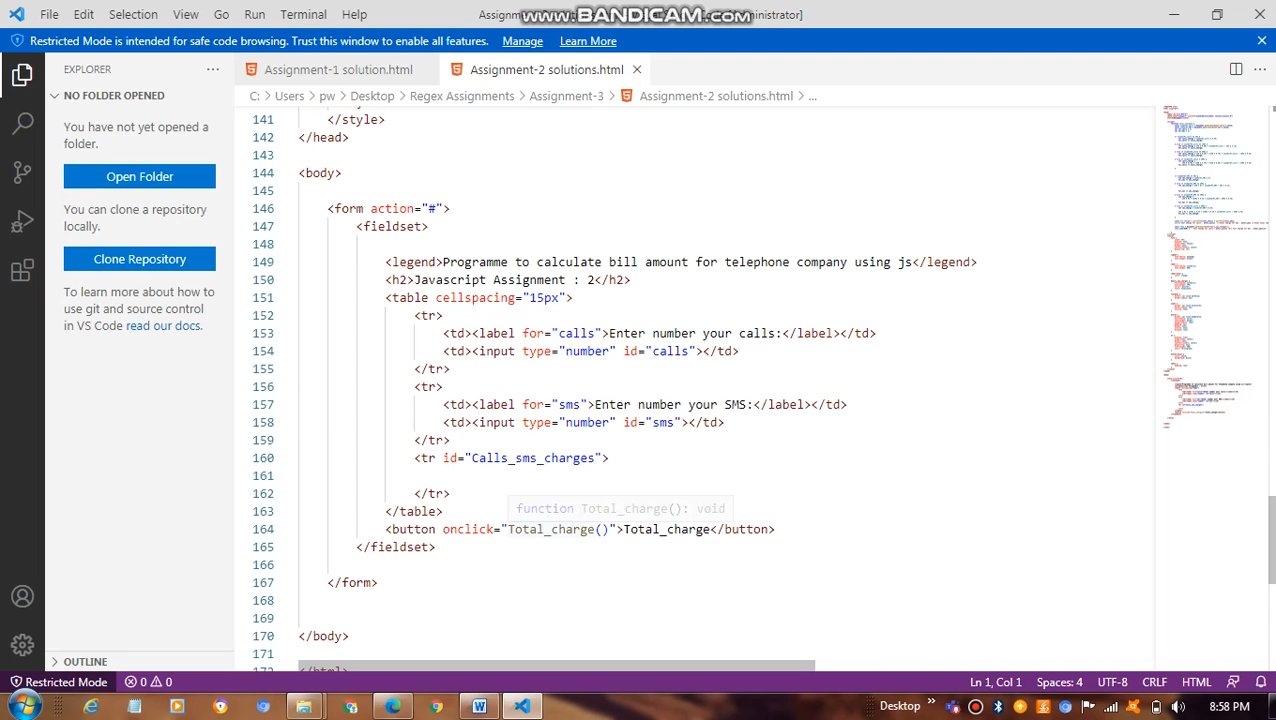 File Edit Selection View Go Run Terminal Help Assignm www.BANDICAM.com nistrator]
Restricted Mode is intended for safe code browsing. Trust this window to enable all features. Manage Learn More
EXPLORER ··· Assignment-1 solution.html Assignment-2 solutions.html
NO FOLDER OPENED C: > Users > pw > Desktop > Regex Assignments > Assignment-3 > Assignment-2 solutions.html > ...
You have not yet opened a folder.
Open Folder
You can clone a repository locally.
Clone Repository
To learn more about how to use git and source control in VS Code read our docs.
OUTLINE
141 </style>
142 </head>
143
144 <body>
145
146 <form action="#">
147 <fieldset>
148
149 <legend>Programe to calculate bill amount for telephone company using js</legend>
150 <h2>Javascript Assignment : 2</h2>
151 <table cellspacing="15px">
152 <tr>
153 <td><label for="calls">Enter number your calls:</label></td>
154 <td><input type="number" id="calls"></td>
155 </tr>
156 <tr>
157 <td><label for="sms">Enter number your SMS:</label></td>
158 <td><input type="number" id="sms"></td>
159 </tr>
160 <tr id="Calls_sms_charges">
161
162 </tr>
function Total_charge(): void
163 </table>
164 <button onclick="Total_charge()">Total_charge</button>
165 </fieldset>
166
167 </form>
168
169
170 </body>
171
172 </html>
Restricted Mode 0 0 Ln 1, Col 1 Spaces: 4 UTF-8 CRLF HTML
Desktop » 8:58 PM